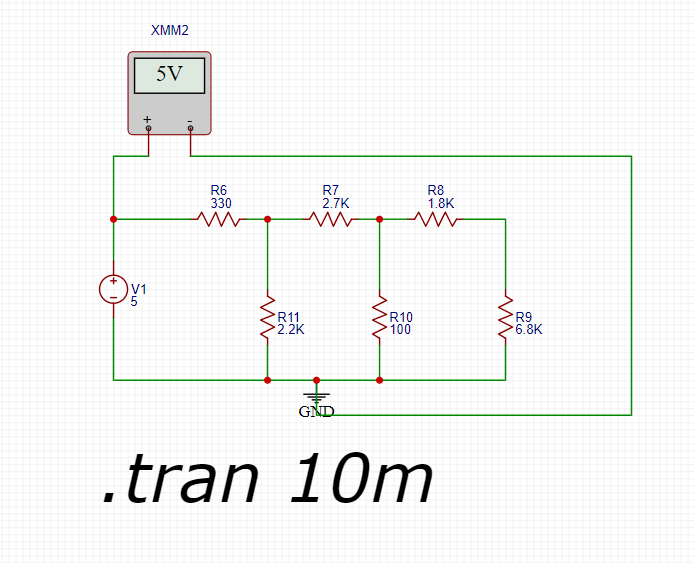 XMM2
5V
+ -
R6
330
R7
2.7K
R8
1.8K
+
V1
5
-
R11
2.2K
R10
100
R9
6.8K
GND
.tran 10m